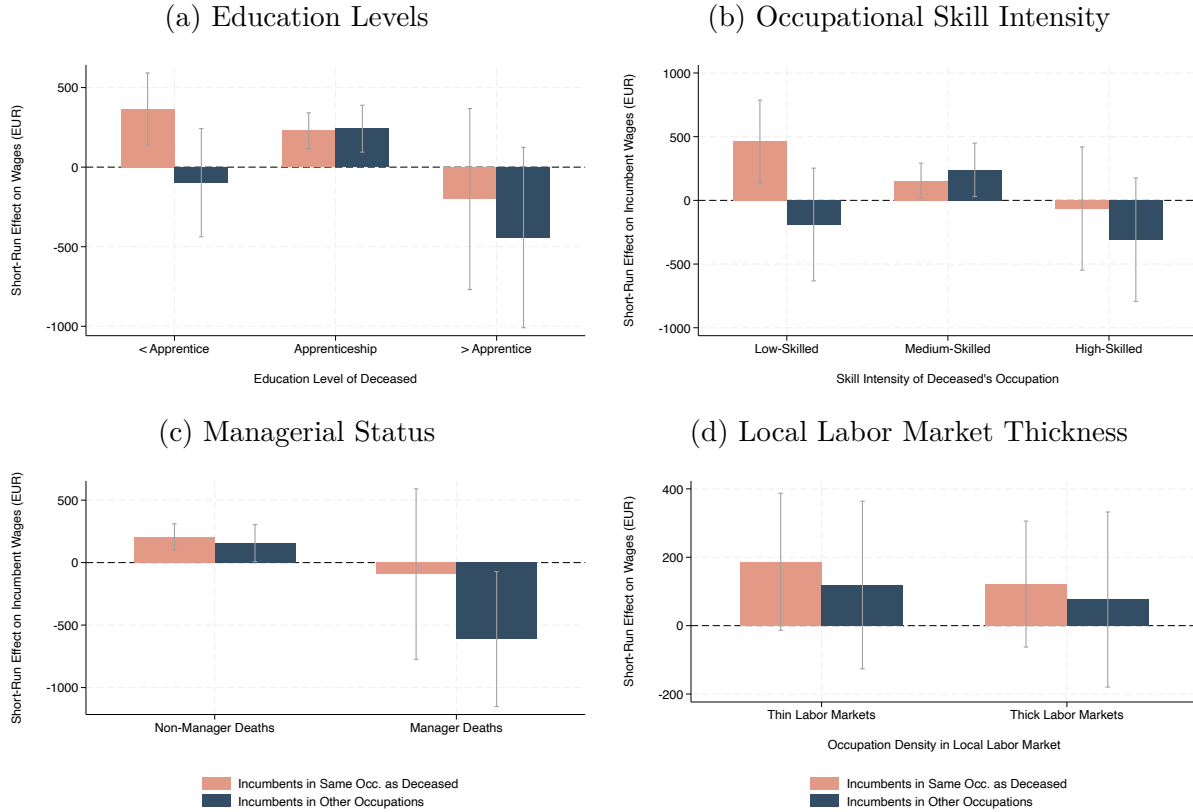 (a) Education Levels
Short-Run Effect on Wages (EUR)
500
0
-500
-1000
< Apprentice
Apprenticeship
> Apprentice
Education Level of Deceased
(b) Occupational Skill Intensity
Short-Run Effect on Incumbent Wages (EUR)
1000
500
0
-500
-1000
Low-Skilled
Medium-Skilled
High-Skilled
Skill Intensity of Deceased's Occupation
(c) Managerial Status
Short-Run Effect on Incumbent Wages (EUR)
500
0
-500
-1000
Non-Manager Deaths
Manager Deaths
Incumbents in Same Occ. as Deceased
Incumbents in Other Occupations
(d) Local Labor Market Thickness
Short-Run Effect on Wages (EUR)
400
200
0
-200
Thin Labor Markets
Thick Labor Markets
Occupation Density in Local Labor Market
Incumbents in Same Occ. as Deceased
Incumbents in Other Occupations